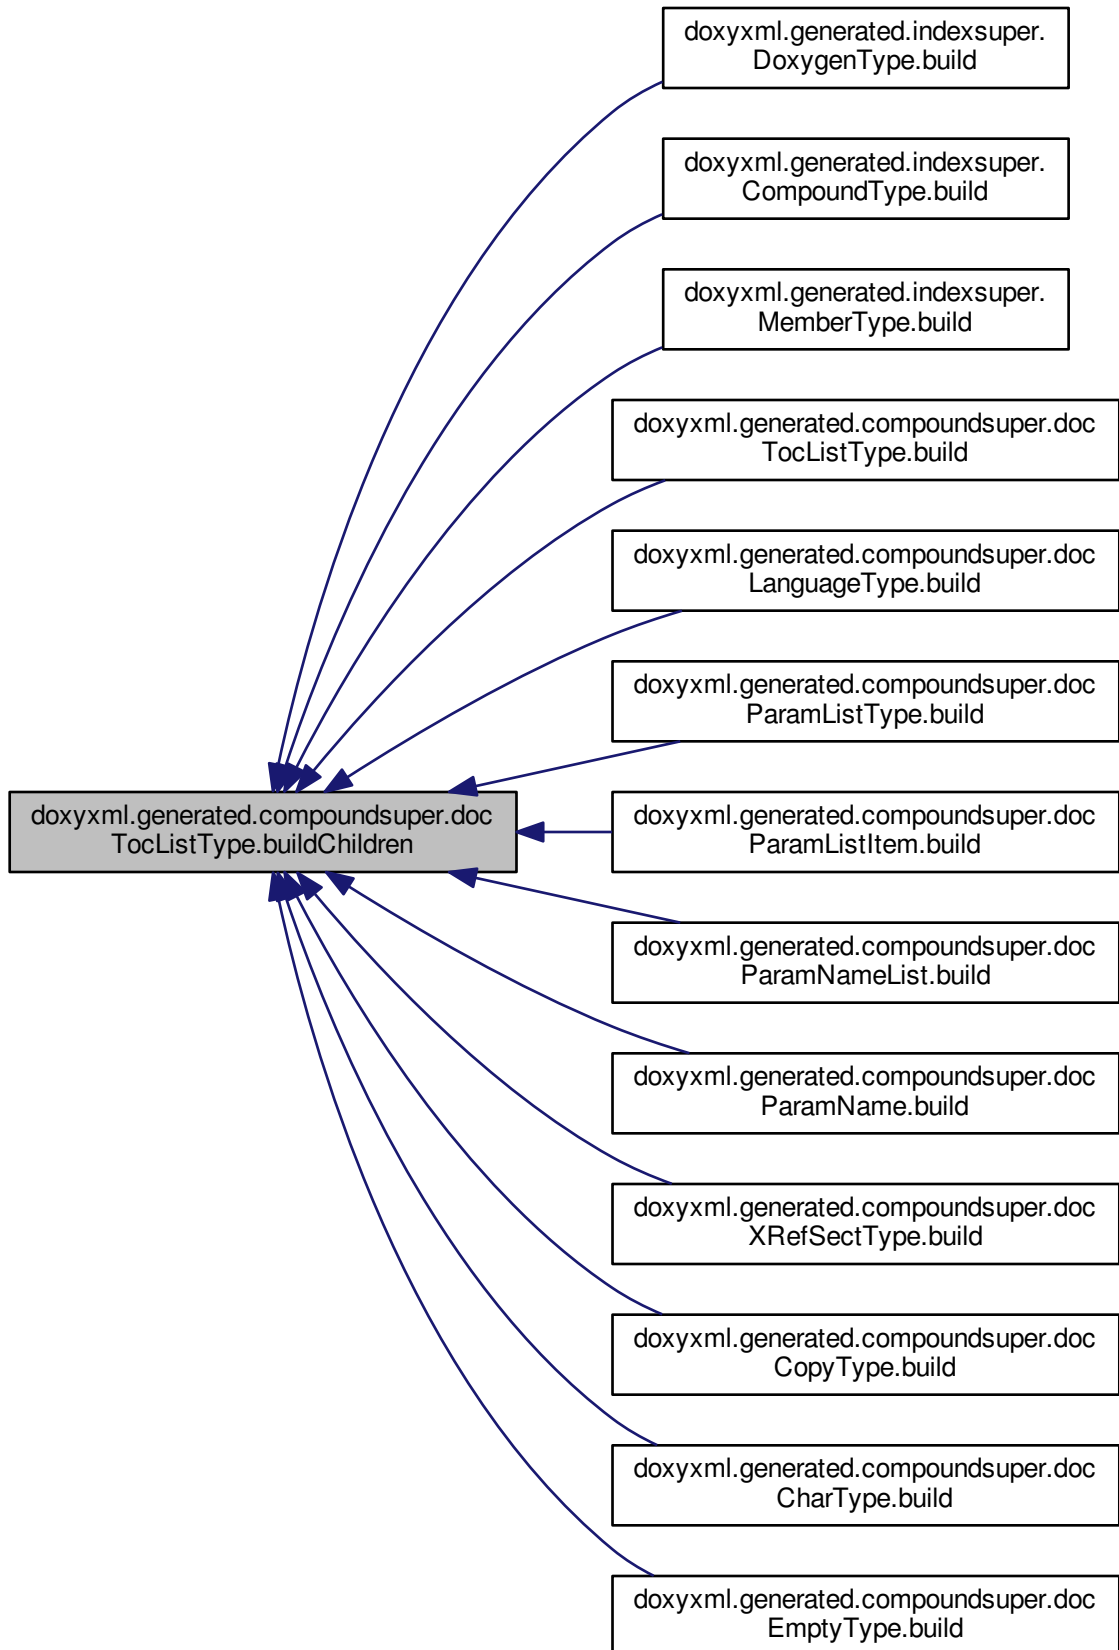 doxyxml.generated.indexsuper.
DoxygenType.build
doxyxml.generated.indexsuper.
CompoundType.build
doxyxml.generated.indexsuper.
MemberType.build
doxyxml.generated.compoundsuper.doc
TocListType.build
doxyxml.generated.compoundsuper.doc
LanguageType.build
doxyxml.generated.compoundsuper.doc
ParamListType.build
doxyxml.generated.compoundsuper.doc
TocListType.buildChildren
doxyxml.generated.compoundsuper.doc
ParamListItem.build
doxyxml.generated.compoundsuper.doc
ParamNameList.build
doxyxml.generated.compoundsuper.doc
ParamName.build
doxyxml.generated.compoundsuper.doc
XRefSectType.build
doxyxml.generated.compoundsuper.doc
CopyType.build
doxyxml.generated.compoundsuper.doc
CharType.build
doxyxml.generated.compoundsuper.doc
EmptyType.build